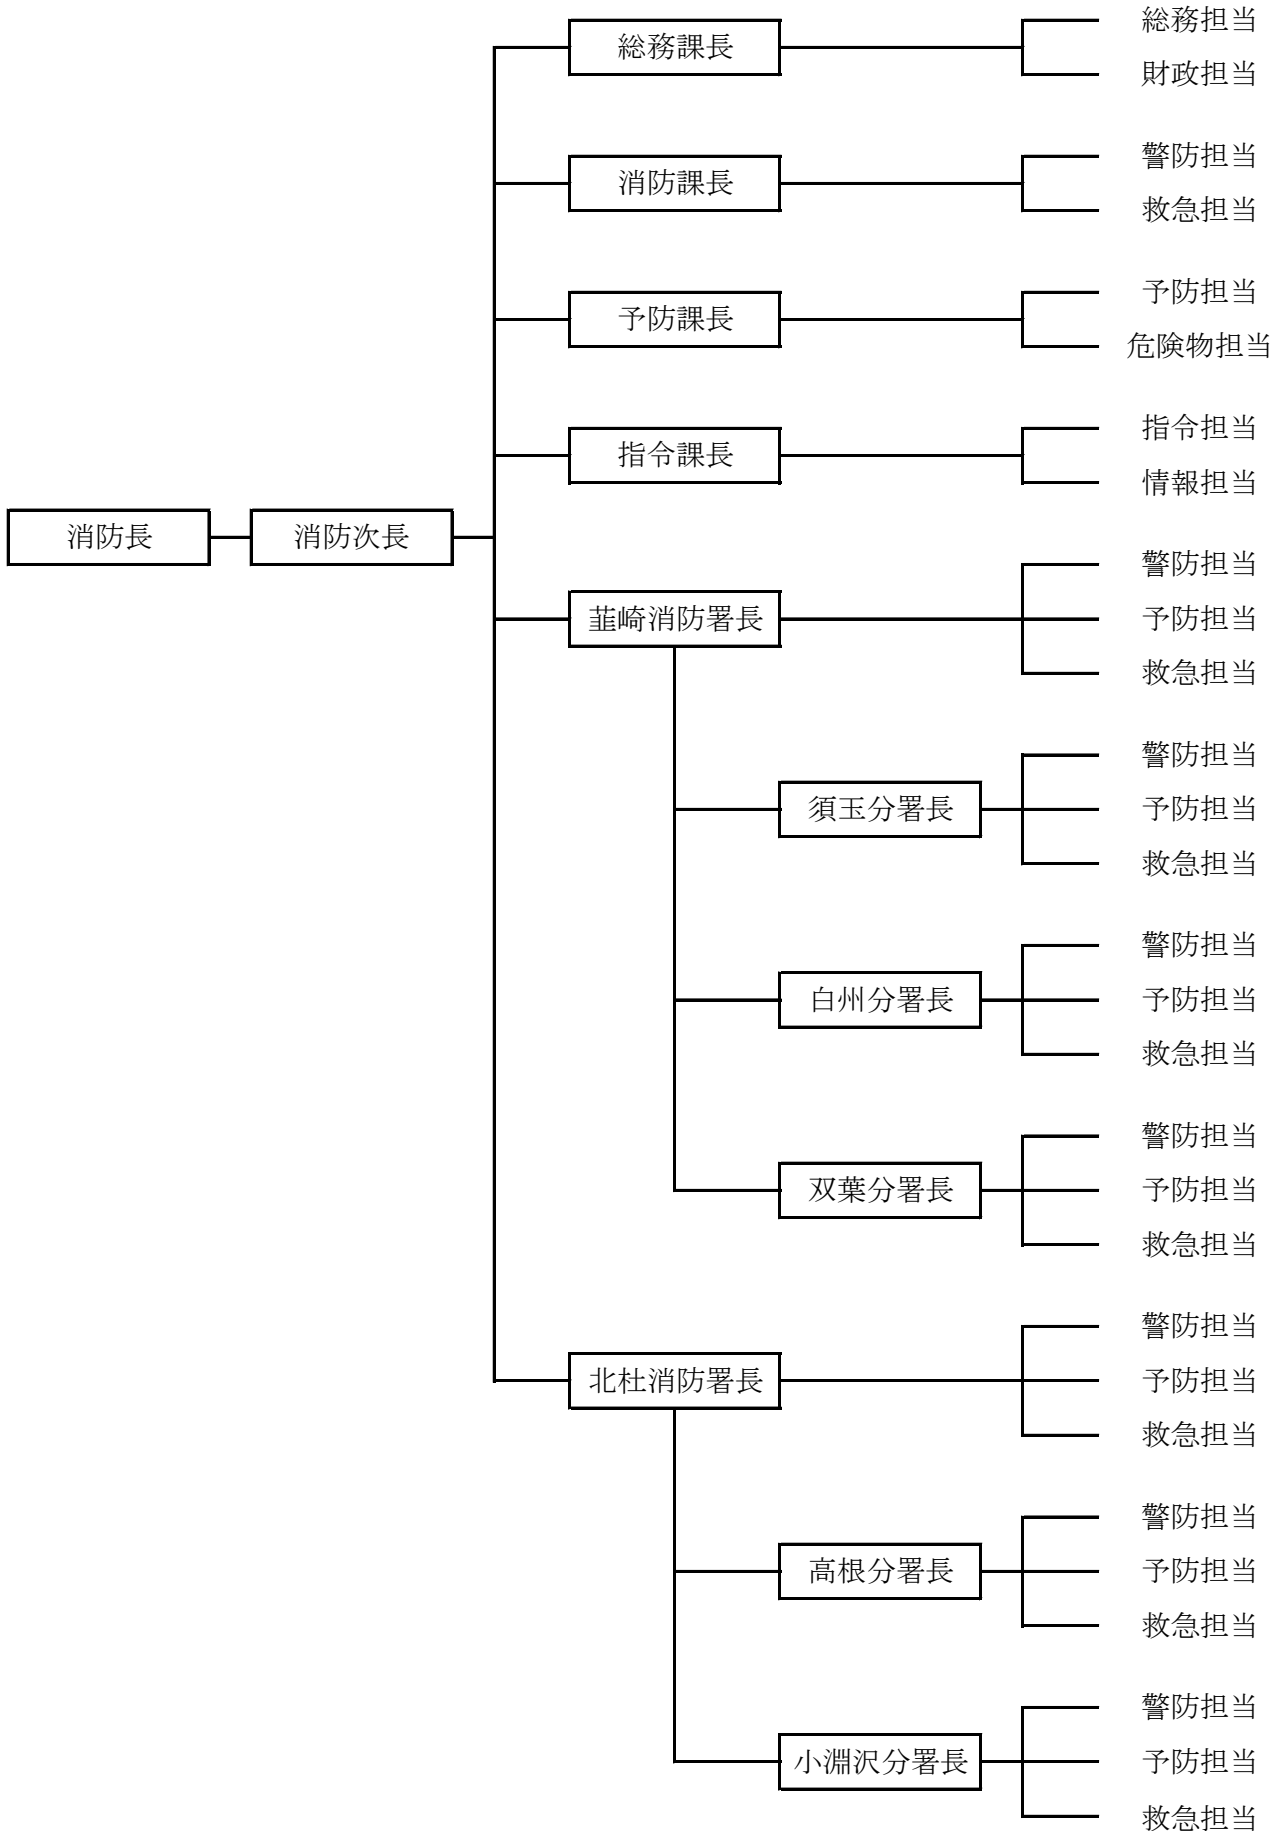 総務担当
総務課長
財政担当
警防担当
消防課長
救急担当
予防担当
予防課長
危険物担当
指令担当
指令課長
情報担当
消防長
消防次長
警防担当
韮崎消防署長
予防担当
救急担当
警防担当
須玉分署長
予防担当
救急担当
警防担当
白州分署長
予防担当
救急担当
警防担当
双葉分署長
予防担当
救急担当
警防担当
北杜消防署長
予防担当
救急担当
警防担当
高根分署長
予防担当
救急担当
警防担当
小淵沢分署長
予防担当
救急担当